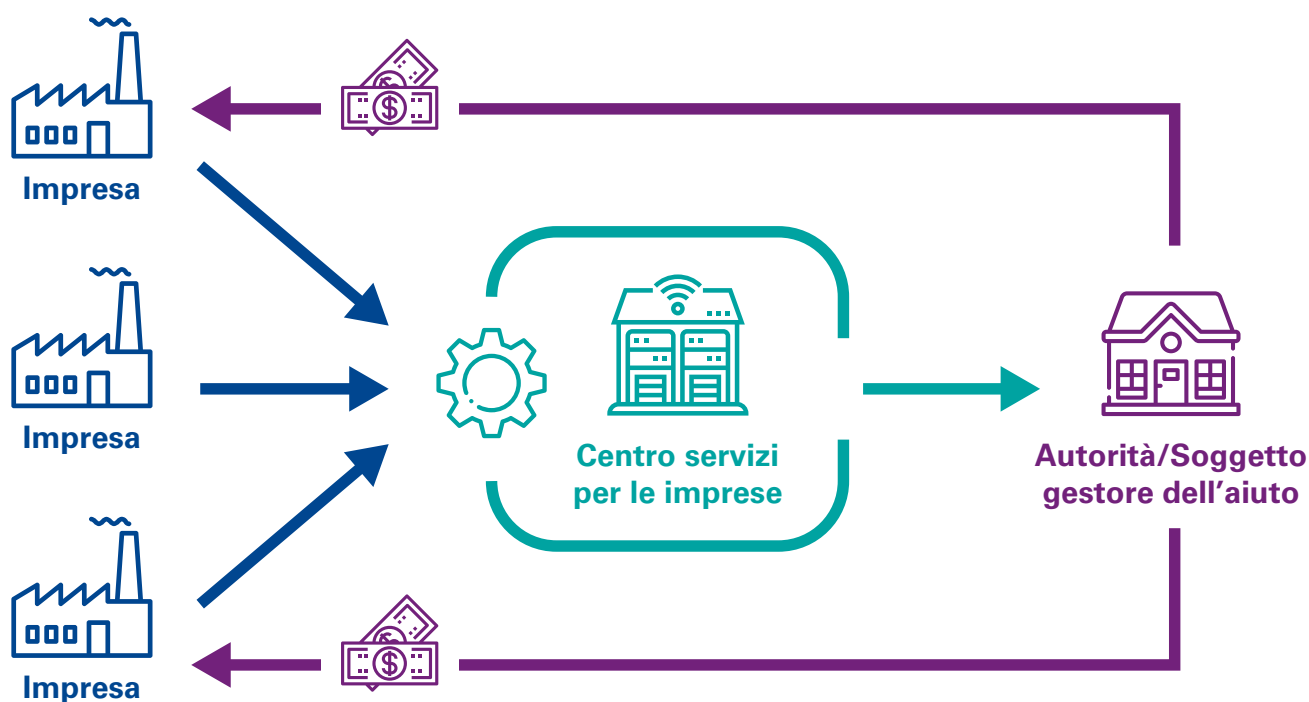 Impresa
Impresa
Centro servizi
per le imprese
Autorità/Soggetto
gestore dell'aiuto
Impresa